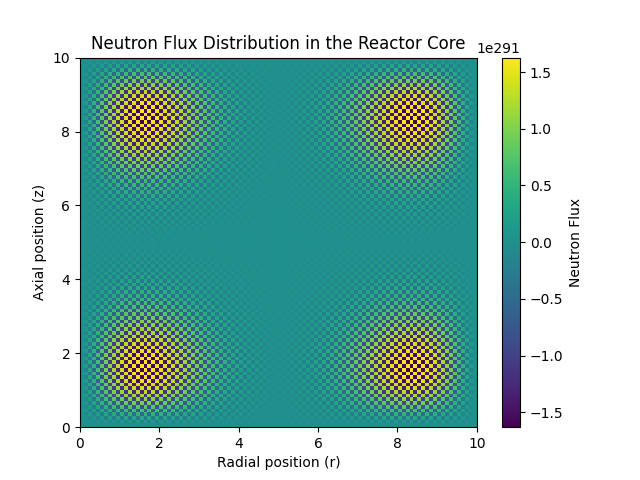 Neutron Flux Distribution in the Reactor Core
1e291
10
8
6
4
2
0
Axial position (z)
0 2 4 6 8 10
Radial position (r)
1.5
1.0
0.5
0.0
−0.5
−1.0
−1.5
Neutron Flux